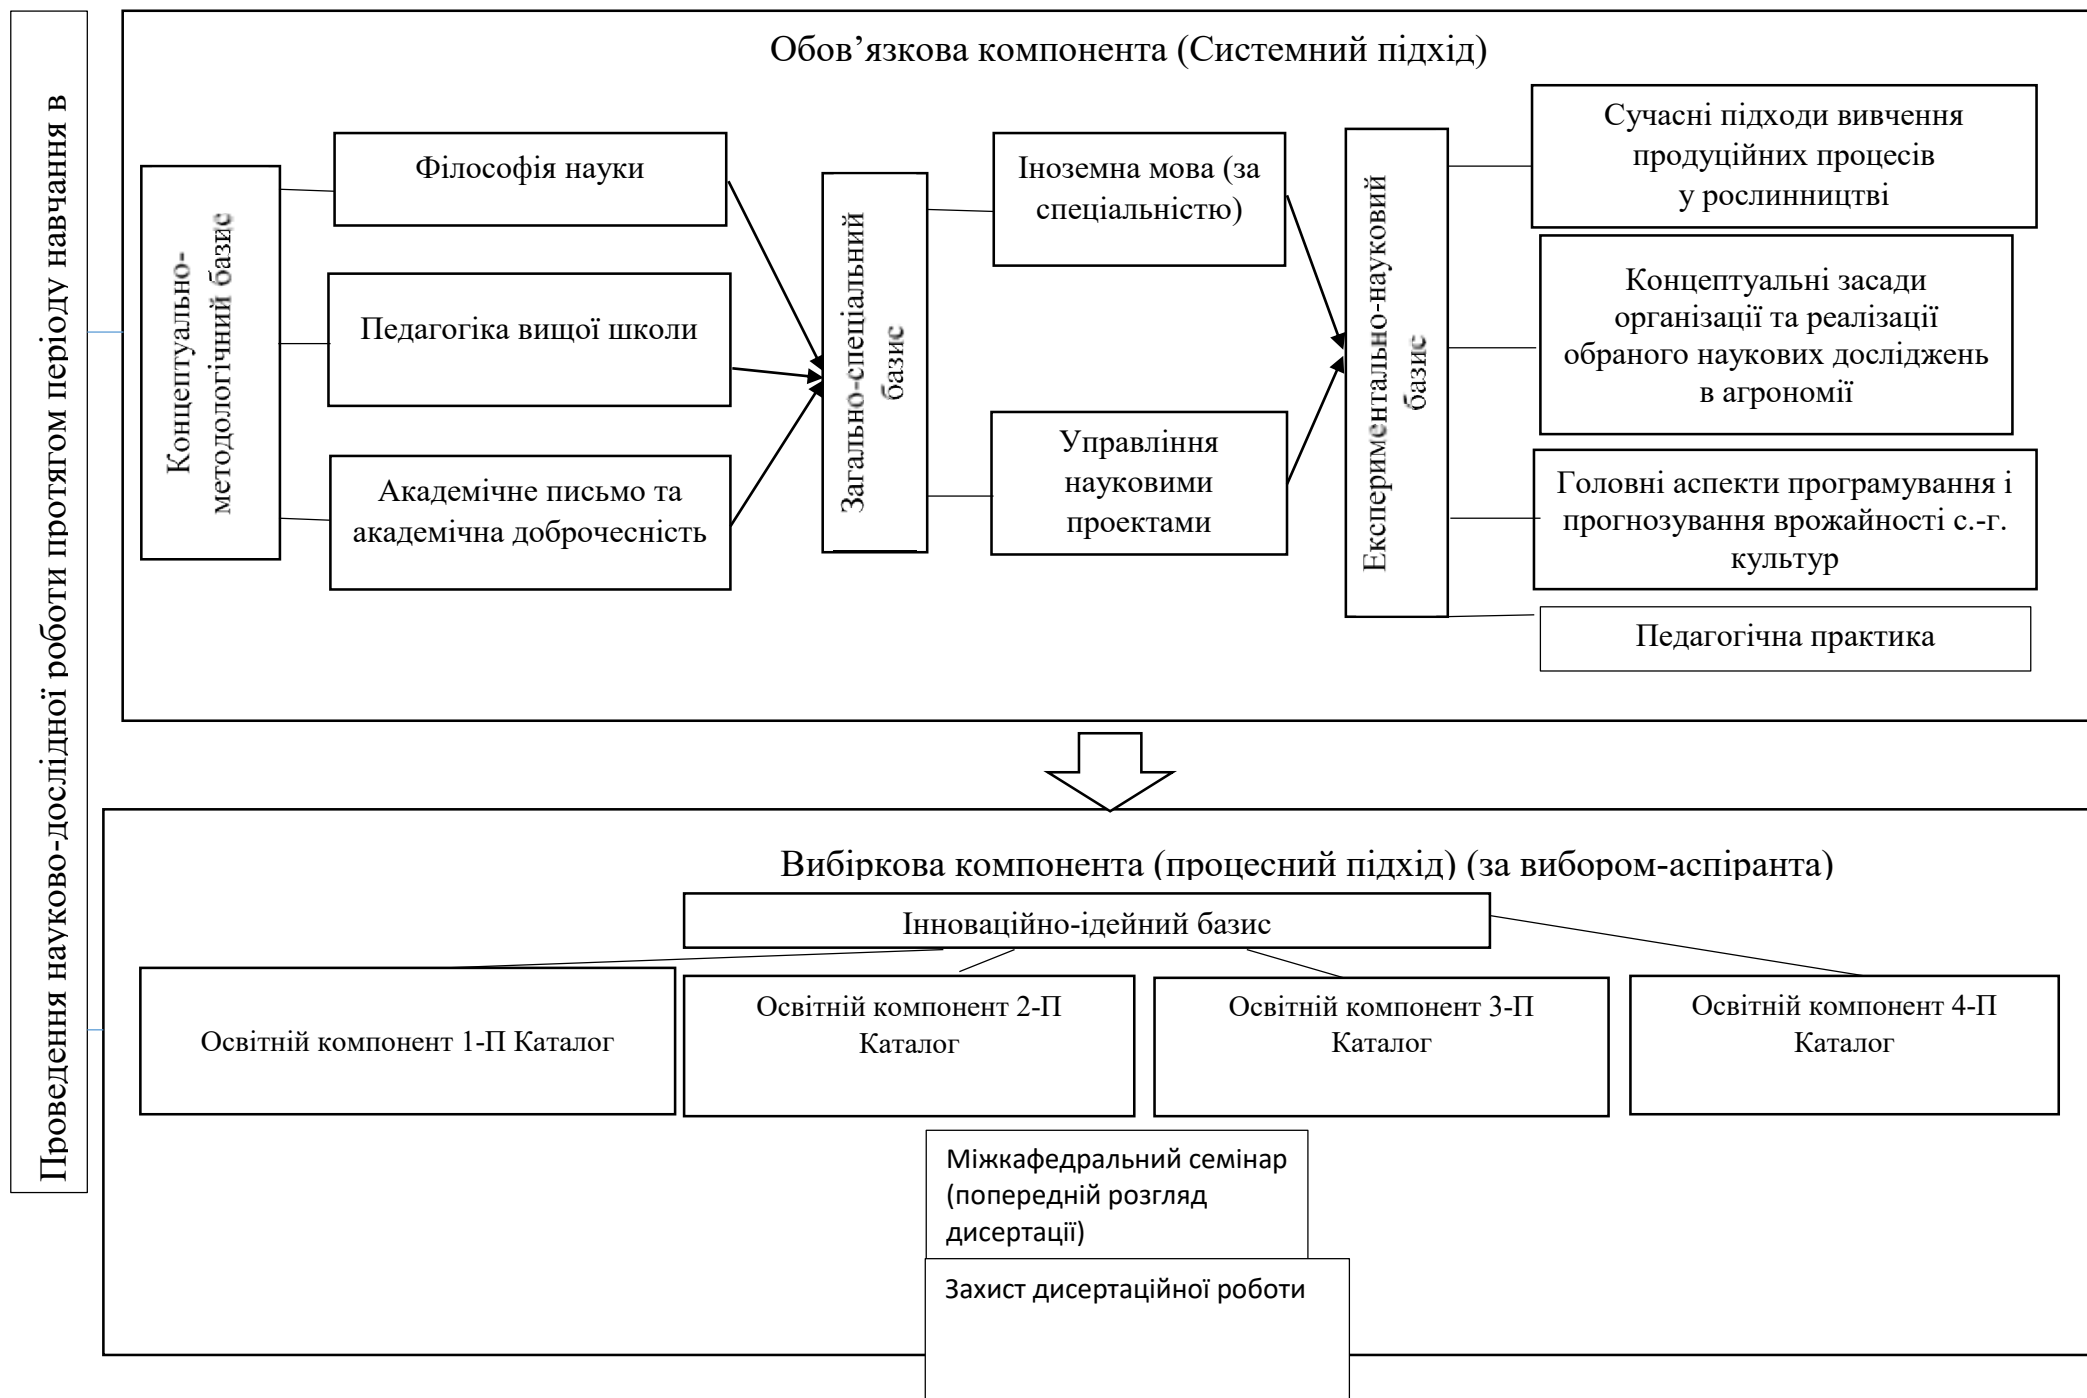 Проведення науково-дослідної роботи протягом періоду навчання в
Обов’язкова компонента (Системний підхід)
Концептуально-
методологічний базис
Філософія науки
Педагогіка вищої школи
Академічне письмо та
академічна доброчесність
Загально-спеціальний
базис
Іноземна мова (за
спеціальністю)
Управління
науковими
проектами
Експериментально-науковий
базис
Сучасні підходи вивчення
продуційних процесів
у рослинництві
Концептуальні засади
організації та реалізації
обраного наукових досліджень
в агрономії
Головні аспекти програмування і
прогнозування врожайності с.-г.
культур
Педагогічна практика
Вибіркова компонента (процесний підхід) (за вибором-аспіранта)
Інноваційно-ідейний базис
Освітній компонент 1-П Каталог
Освітній компонент 2-П
Каталог
Освітній компонент 3-П
Каталог
Освітній компонент 4-П
Каталог
Міжкафедральний семінар
(попередній розгляд
дисертації)
Захист дисертаційної роботи